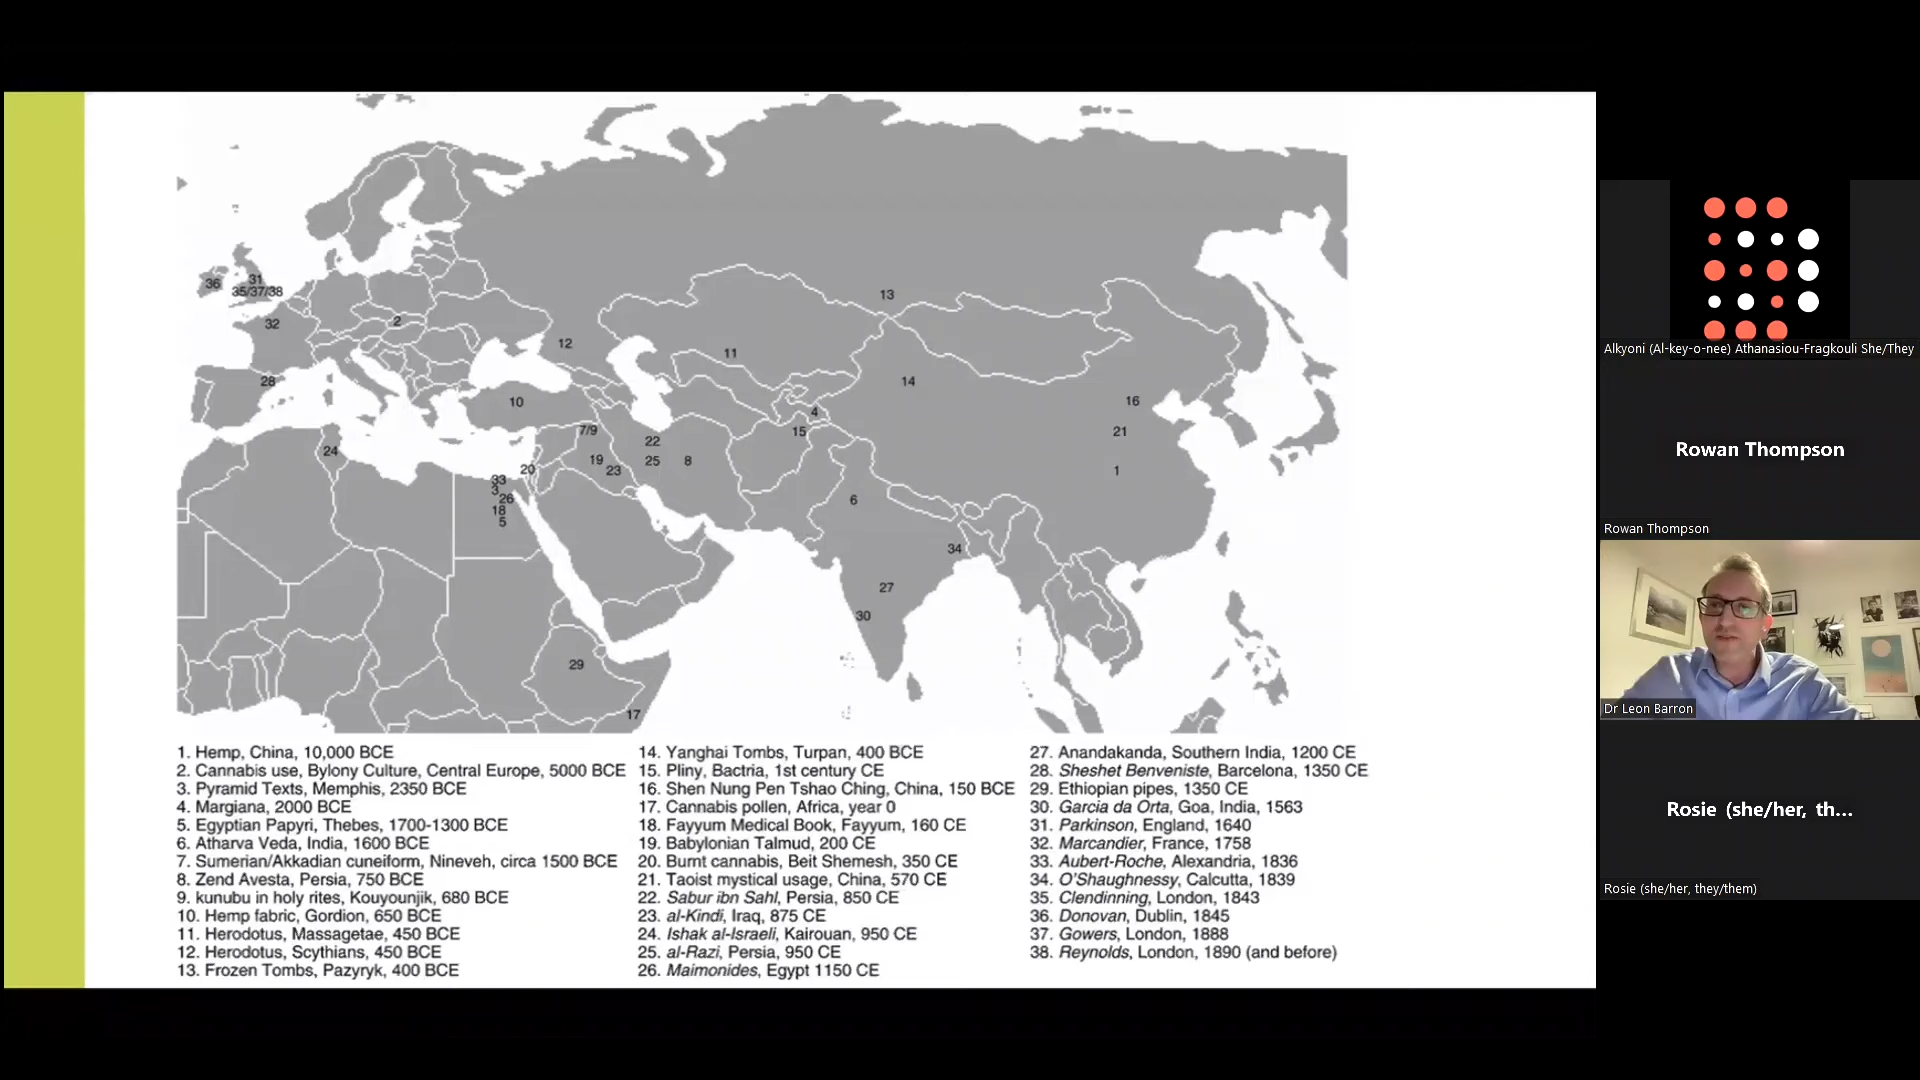 13
36
31
35/37/38
32
2
12
11
28
14
10
16
4
7/9
15
21
24
22
19
25
8
20
23
1
33
3
26
6
18
5
34
27
30
29
17
1. Hemp, China, 10,000 BCE
2. Cannabis use, Bylony Culture, Central Europe, 5000 BCE
3. Pyramid Texts, Memphis, 2350 BCE
4. Margiana, 2000 BCE
5. Egyptian Papyri, Thebes, 1700-1300 BCE
6. Atharva Veda, India, 1600 BCE
7. Sumerian/Akkadian cuneiform, Nineveh, circa 1500 BCE
8. Zend Avesta, Persia, 750 BCE
9. kunubu in holy rites, Kouyounjik, 680 BCE
10. Hemp fabric, Gordion, 650 BCE
11. Herodotus, Massagetae, 450 BCE
12. Herodotus, Scythians, 450 BCE
13. Frozen Tombs, Pazyryk, 400 BCE
14. Yanghai Tombs, Turpan, 400 BCE
15. Pliny, Bactria, 1st century CE
16. Shen Nung Pen Tshao Ching, China, 150 BCE
17. Cannabis pollen, Africa, year 0
18. Fayyum Medical Book, Fayyum, 160 CE
19. Babylonian Talmud, 200 CE
20. Burnt cannabis, Beit Shemesh, 350 CE
21. Taoist mystical usage, China, 570 CE
22. Sabur ibn Sahl, Persia, 850 CE
23. al-Kindi, Iraq, 875 CE
24. Ishak al-Israeli, Kairouan, 950 CE
25. al-Razi, Persia, 950 CE
26. Maimonides, Egypt 1150 CE
27. Anandakanda, Southern India, 1200 CE
28. Sheshet Benveniste, Barcelona, 1350 CE
29. Ethiopian pipes, 1350 CE
30. Garcia da Orta, Goa, India, 1563
31. Parkinson, England, 1640
32. Marcandier, France, 1758
33. Aubert-Roche, Alexandria, 1836
34. O'Shaughnessy, Calcutta, 1839
35. Clendinning, London, 1843
36. Donovan, Dublin, 1845
37. Gowers, London, 1888
38. Reynolds, London, 1890 (and before)
Alkyoni (Al-key-o-nee) Athanasiou-Fragkouli She/They
Rowan Thompson
Rowan Thompson
Dr Leon Barron
Rosie (she/her, th...
Rosie (she/her, they/them)